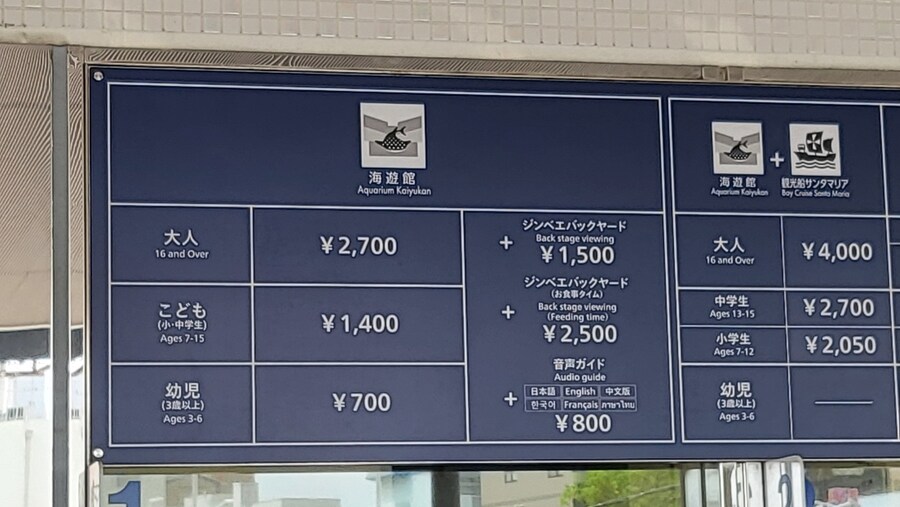 海遊館
Aquarium Kaiyukan
大人
16 and Over
¥2,700
こども
(小・中学生)
Ages 7-15
¥1,400
幼児
(3歳以上)
Ages 3-6
¥700
+ ジンベエバックヤード
Back stage viewing
¥1,500
+ ジンベエバックヤード
(お食事タイム)
Back stage viewing
(Feeding time)
¥2,500
+ 音声ガイド
Audio guide
日本語 English 中文版
한국어 Français ภาษาไทย
¥800
海遊館
Aquarium Kaiyukan
+
観光船サンタマリア
Bay Cruise Santa Maria
大人
16 and Over
¥4,000
中学生
Ages 13-15
¥2,700
小学生
Ages 7-12
¥2,050
幼児
(3歳以上)
Ages 3-6
1
2